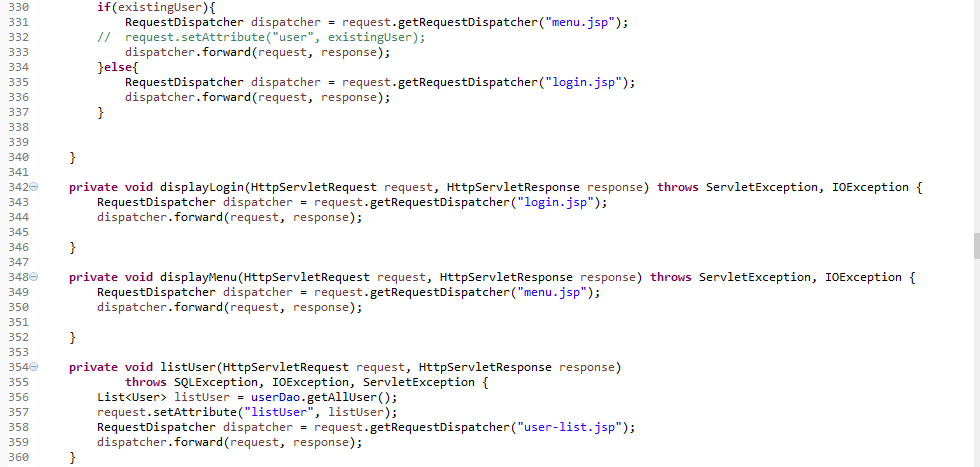 330 if(existingUser){
331 RequestDispatcher dispatcher = request.getRequestDispatcher("menu.jsp");
332 // request.setAttribute("user", existingUser);
333 dispatcher.forward(request, response);
334 }else{
335 RequestDispatcher dispatcher = request.getRequestDispatcher("login.jsp");
336 dispatcher.forward(request, response);
337 }
338
339
340 }
341
342 private void displayLogin(HttpServletRequest request, HttpServletResponse response) throws ServletException, IOException {
343 RequestDispatcher dispatcher = request.getRequestDispatcher("login.jsp");
344 dispatcher.forward(request, response);
345
346 }
347
348 private void displayMenu(HttpServletRequest request, HttpServletResponse response) throws ServletException, IOException {
349 RequestDispatcher dispatcher = request.getRequestDispatcher("menu.jsp");
350 dispatcher.forward(request, response);
351
352 }
353
354 private void listUser(HttpServletRequest request, HttpServletResponse response)
355 throws SQLException, IOException, ServletException {
356 List<User> listUser = userDao.getAllUser();
357 request.setAttribute("listUser", listUser);
358 RequestDispatcher dispatcher = request.getRequestDispatcher("user-list.jsp");
359 dispatcher.forward(request, response);
360 }